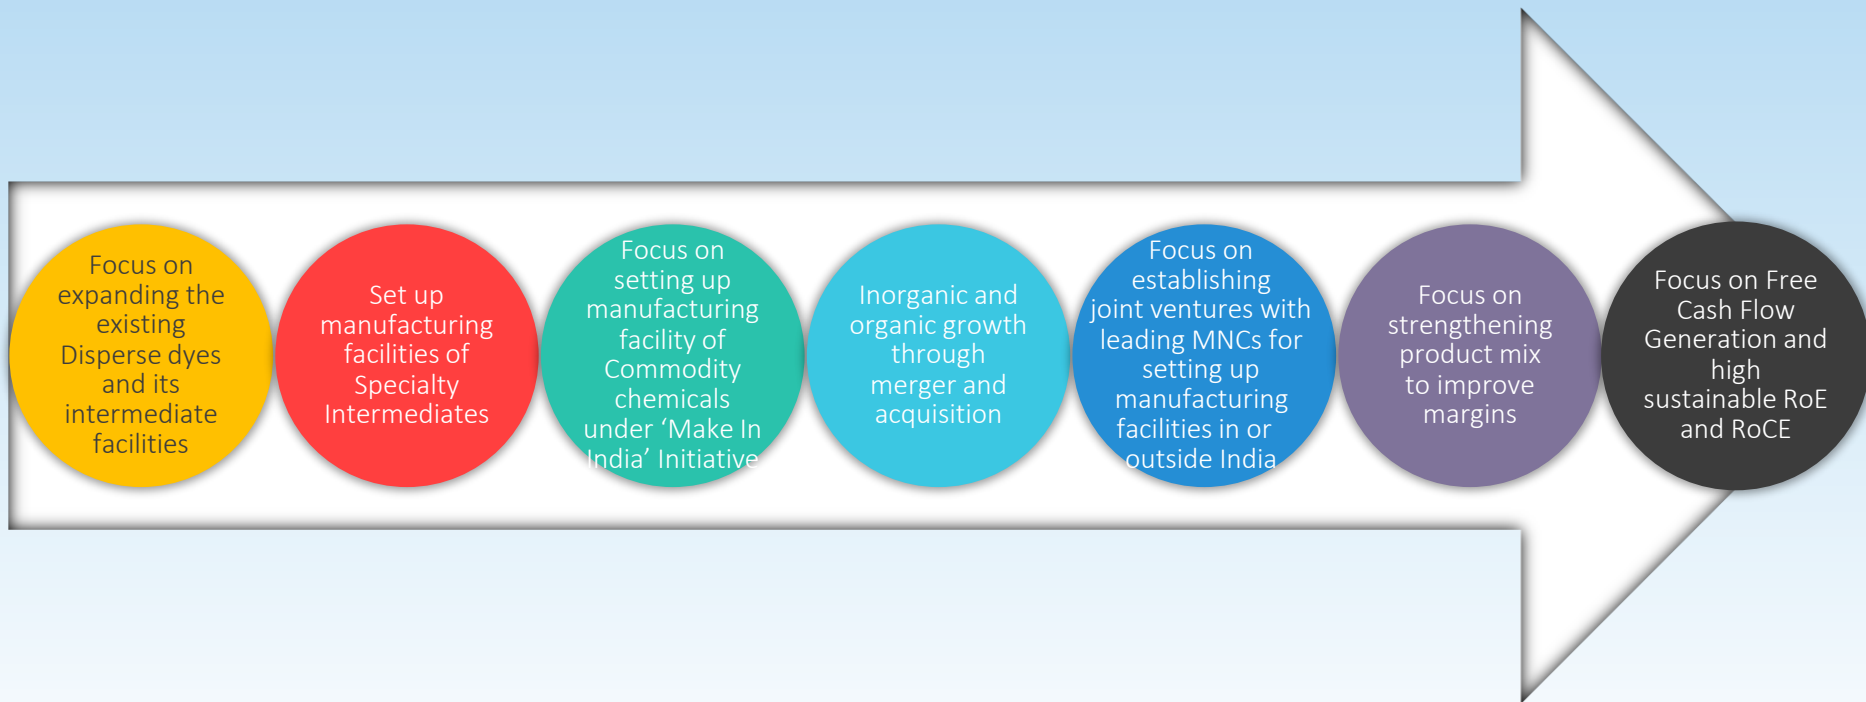 Focus on
expanding the
existing
Disperse dyes
and its
intermediate
facilities
Set up
manufacturing
facilities of
Specialty
Intermediates
Focus on
setting up
manufacturing
facility of
Commodity
chemicals
under ‘Make In
India’ Initiative
Inorganic and
organic growth
through
merger and
acquisition
Focus on
establishing
joint ventures with
leading MNCs for
setting up
manufacturing
facilities in or
outside India
Focus on
strengthening
product mix
to improve
margins
Focus on Free
Cash Flow
Generation and
high
sustainable RoE
and RoCE